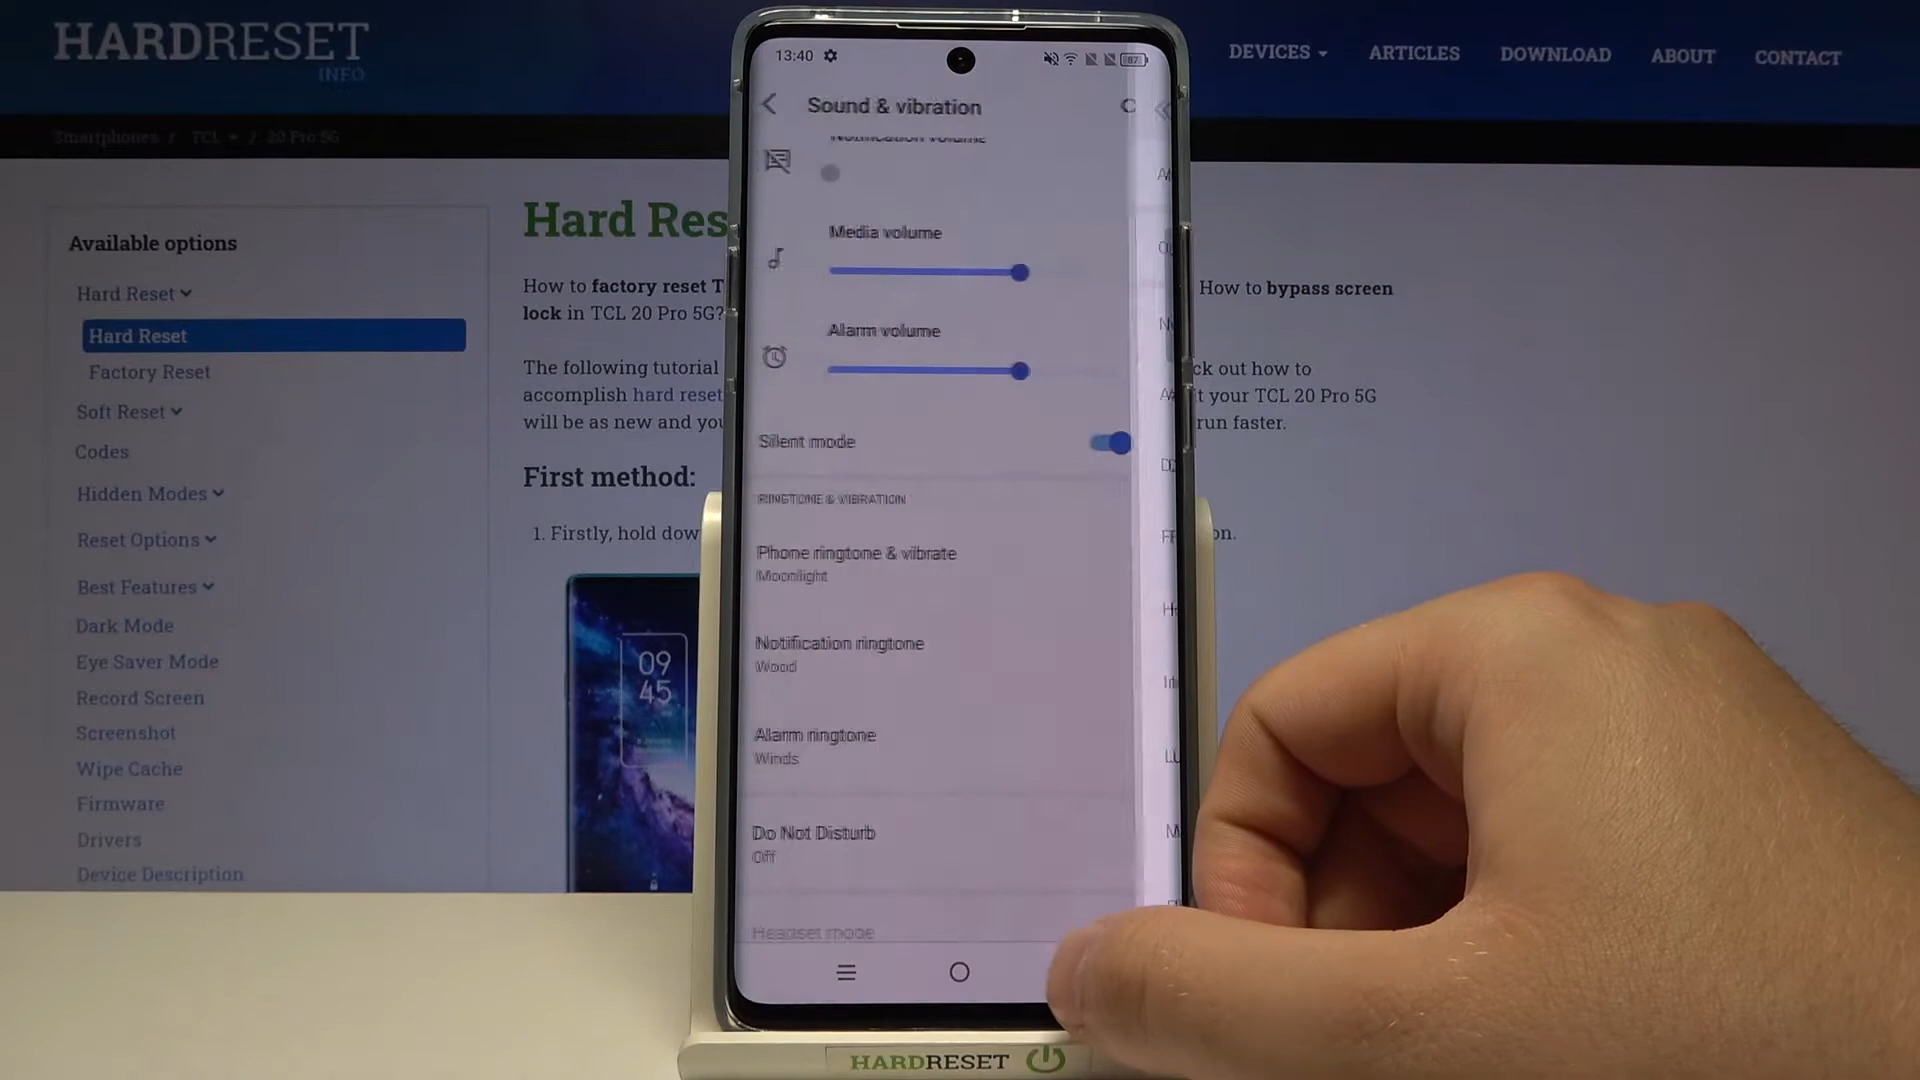 HARDRESET
INFO
DEVICES
ARTICLES
DOWNLOAD
ABOUT
CONTACT
Smartphones / TCL / 20 Pro 5G
Available options
Hard Reset
Hard Reset
Factory Reset
Soft Reset
Codes
Hidden Modes
Reset Options
Best Features
Dark Mode
Eye Saver Mode
Record Screen
Screenshot
Wipe Cache
Firmware
Drivers
Device Description
Hard Res
How to factory reset T
How to bypass screen
lock in TCL 20 Pro 5G?
The following tutorial
ck out how to
accomplish hard reset
t your TCL 20 Pro 5G
will be as new and you
run faster.
First method:
1. Firstly, hold dow
on.
09
45
13:40
87
Sound & vibration
Notification volume
Media volume
Alarm volume
Silent mode
RINGTONE & VIBRATION
Phone ringtone & vibrate
Moonlight
Notification ringtone
Wood
Alarm ringtone
Winds
Do Not Disturb
Off
Headset mode
HARDRESET